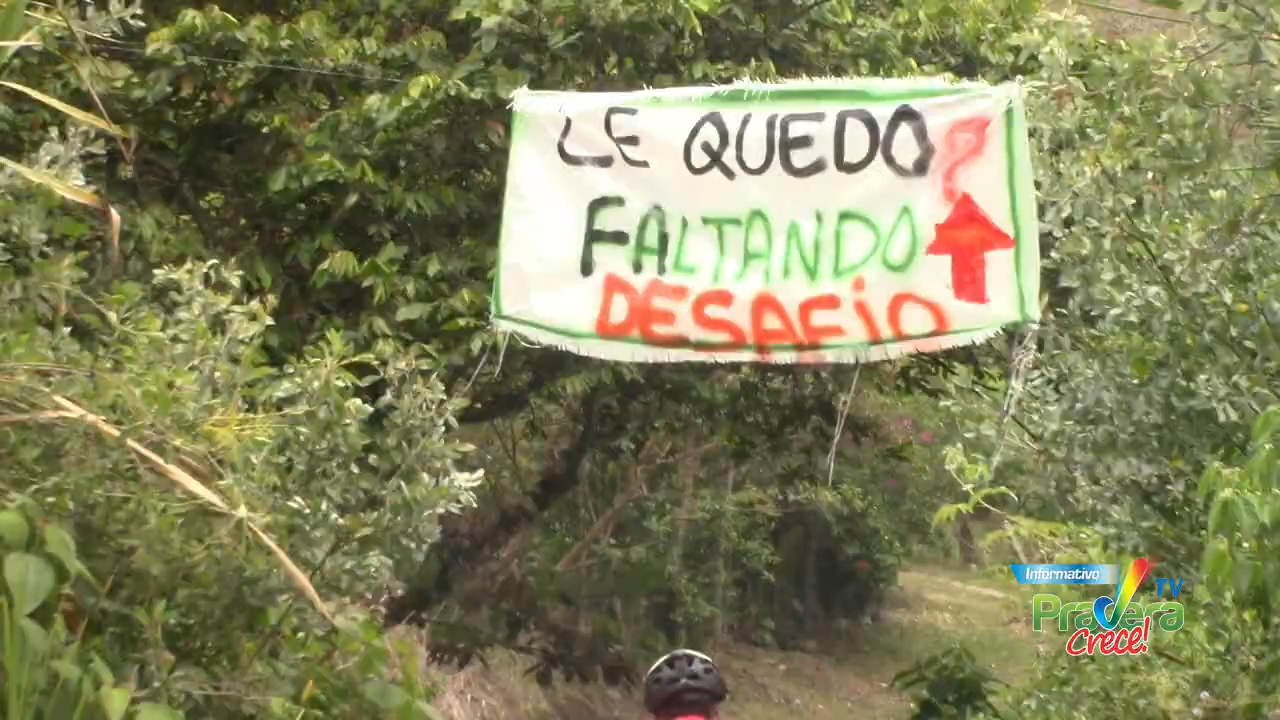 LE QUEDO?
FALTANDO
DESAFIO
Informativo
Pradera TV
Crece!